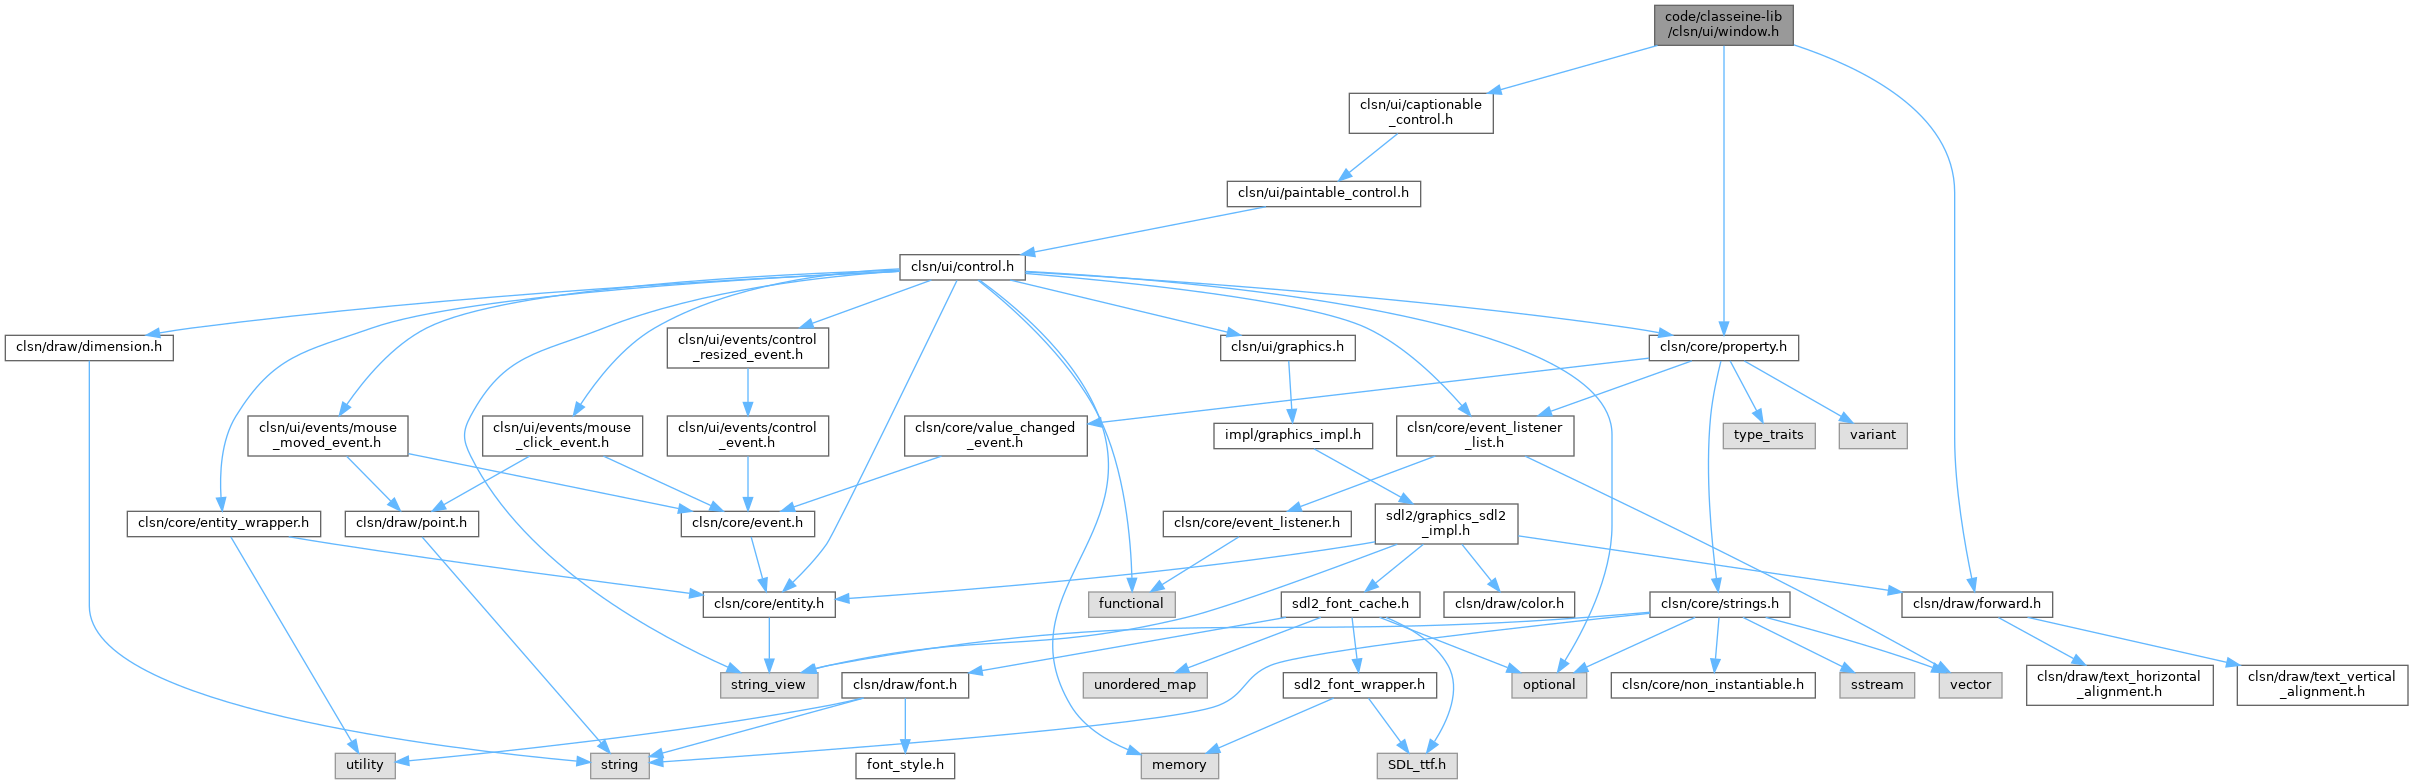 code/classeine-lib
/clsn/ui/window.h
clsn/ui/captionable
_control.h
clsn/ui/paintable_control.h
clsn/ui/control.h
clsn/draw/dimension.h
clsn/ui/events/control
_resized_event.h
clsn/ui/graphics.h
clsn/core/property.h
clsn/ui/events/mouse
_moved_event.h
clsn/ui/events/mouse
_click_event.h
clsn/ui/events/control
_event.h
clsn/core/value_changed
_event.h
impl/graphics_impl.h
clsn/core/event_listener
_list.h
type_traits
variant
clsn/core/entity_wrapper.h
clsn/draw/point.h
clsn/core/event.h
clsn/core/event_listener.h
sdl2/graphics_sdl2
_impl.h
clsn/core/entity.h
functional
sdl2_font_cache.h
clsn/draw/color.h
clsn/core/strings.h
clsn/draw/forward.h
string_view
clsn/draw/font.h
unordered_map
sdl2_font_wrapper.h
optional
clsn/core/non_instantiable.h
sstream
vector
clsn/draw/text_horizontal
_alignment.h
clsn/draw/text_vertical
_alignment.h
utility
string
font_style.h
memory
SDL_ttf.h